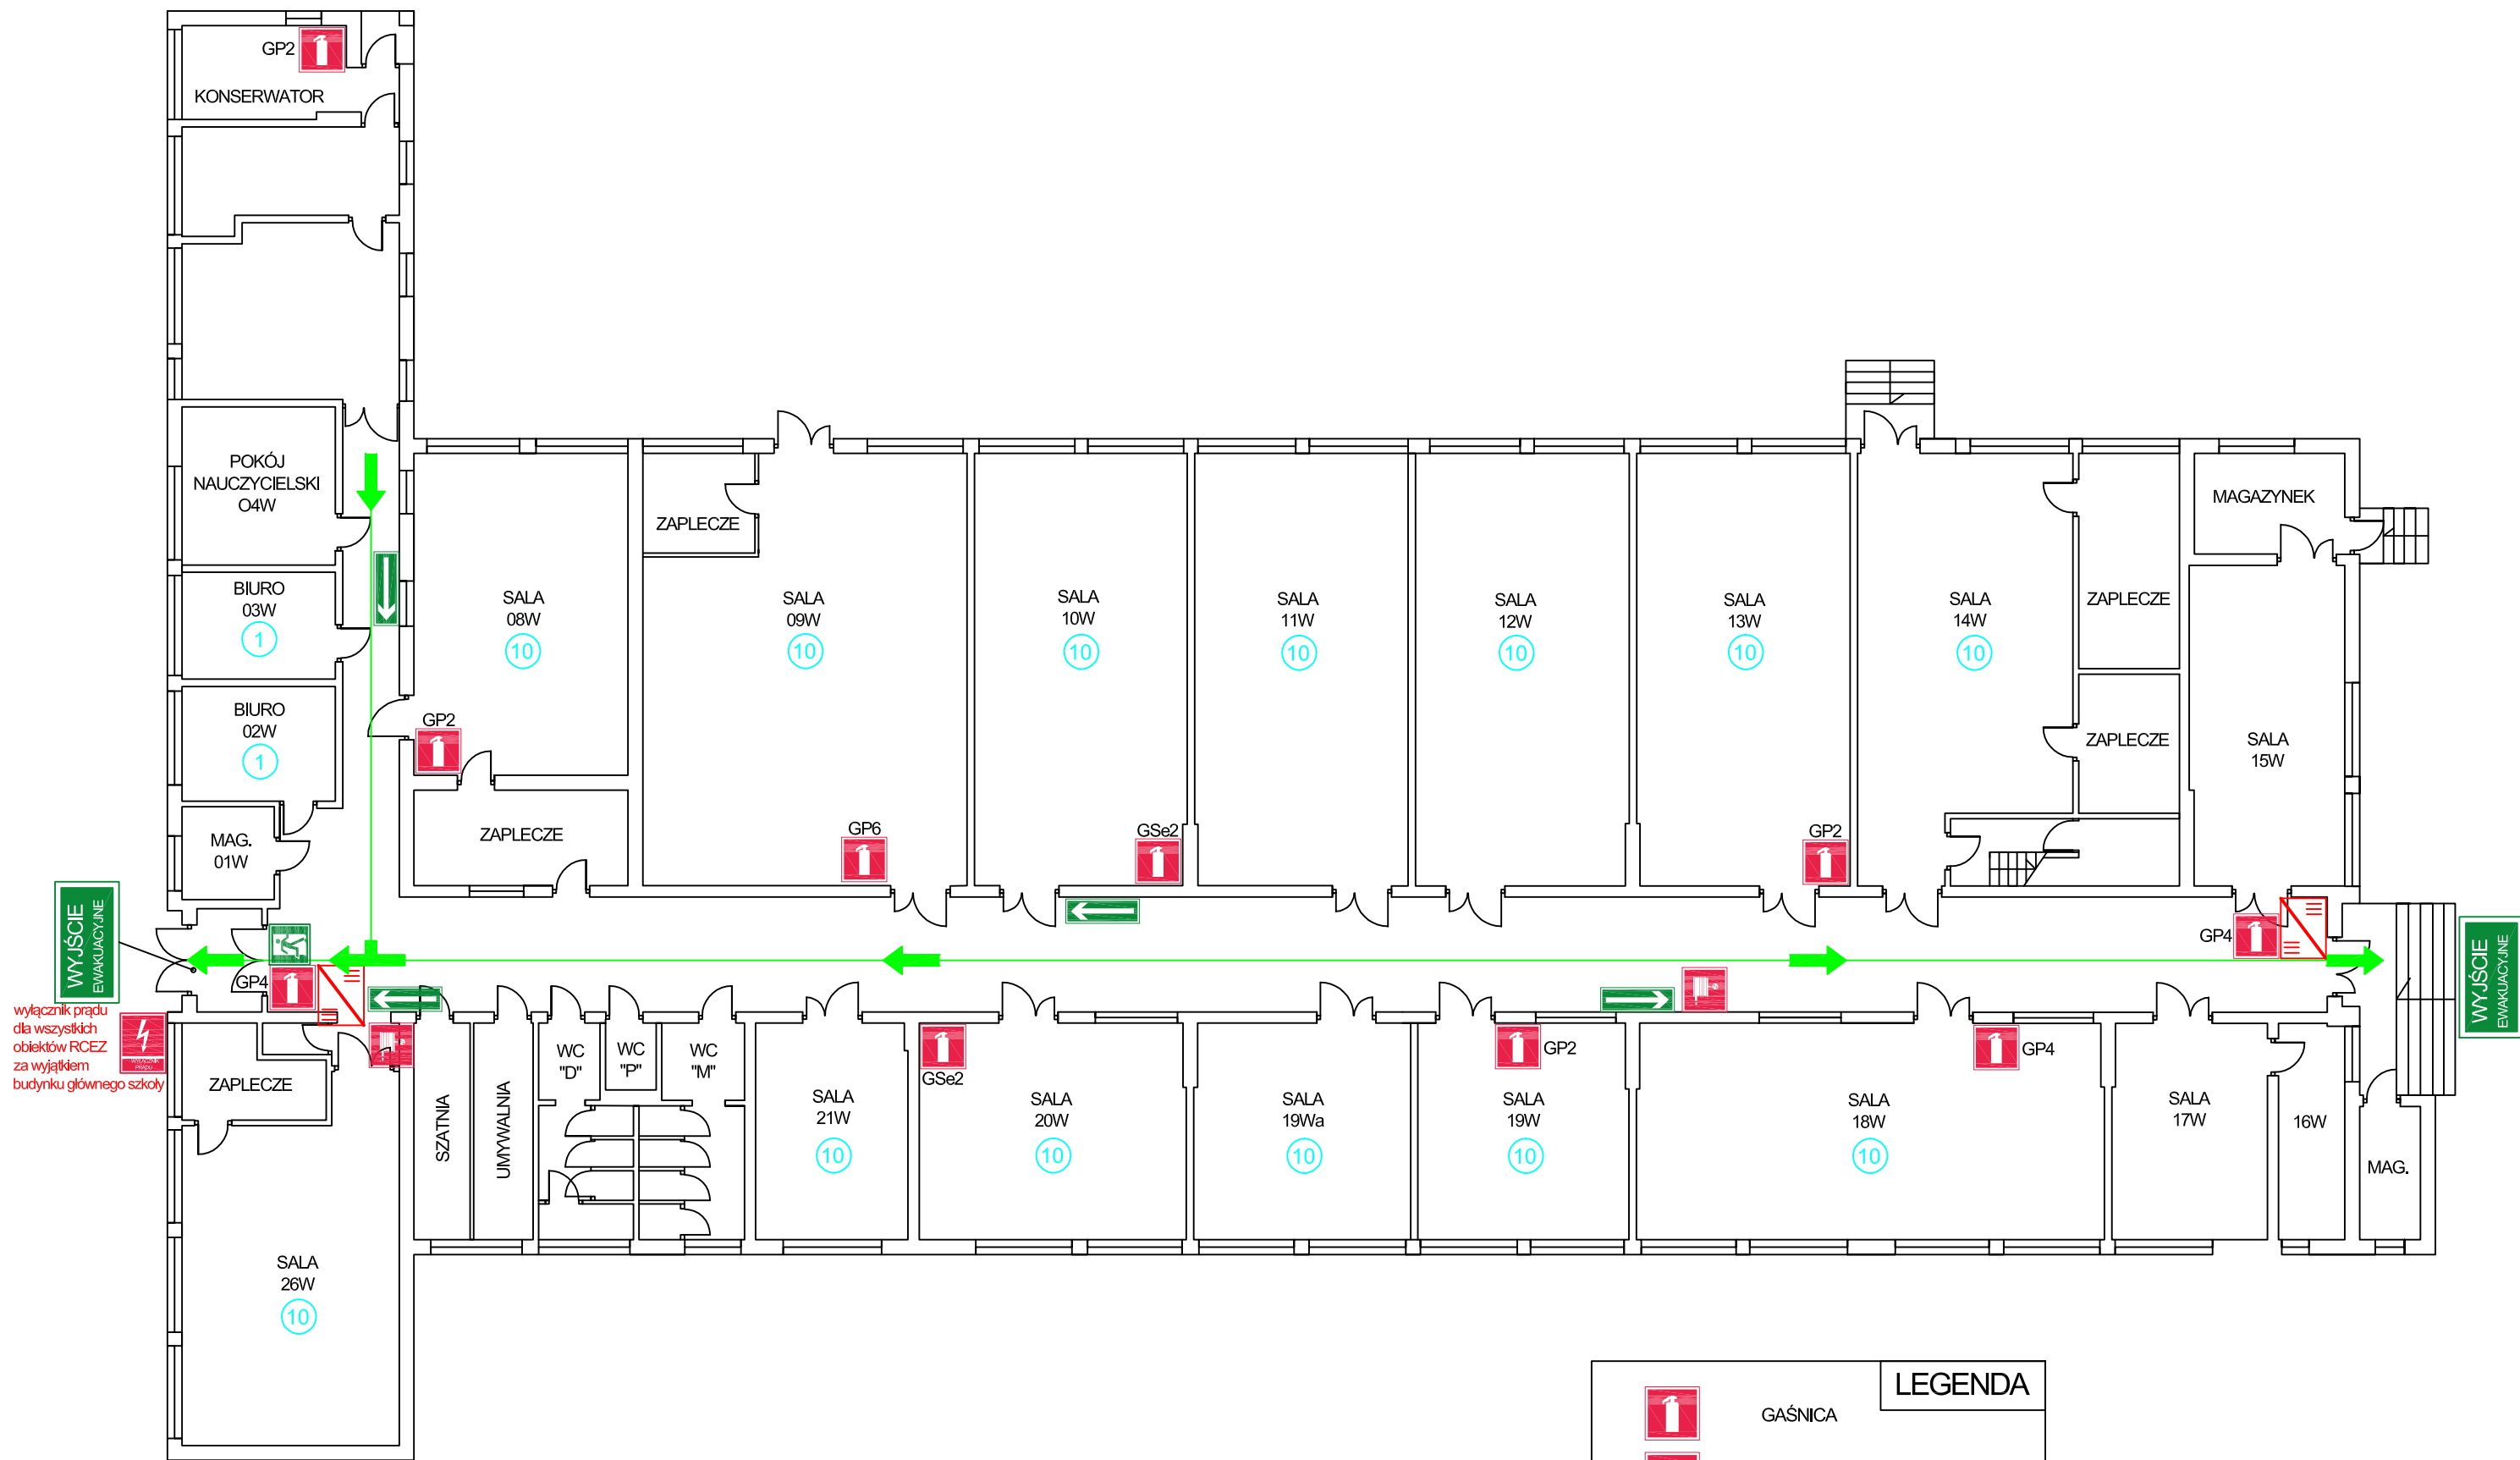 GP2
KONSERWATOR
POKÓJ
NAUCZYCIELSKI
O4W
BIURO
03W
1
BIURO
02W
1
MAG.
01W
SALA
08W
10
GP2
ZAPLECZE
ZAPLECZE
SALA
09W
10
GP6
SALA
10W
10
GSe2
SALA
11W
10
SALA
12W
10
SALA
13W
10
GP2
SALA
14W
10
ZAPLECZE
ZAPLECZE
MAGAZYNEK
SALA
15W
GP4
WYJŚCIE
EWAKUACYJNE
WYJŚCIE
EWAKUACYJNE
GP4
wyłącznik prądu
dla wszystkich
obiektów RCEZ
za wyjątkiem
budynku głównego szkoły
WYŁĄCZNIK
PRĄDU
ZAPLECZE
SALA
26W
10
SZATNIA
UMYWALNIA
WC
"D"
WC
"P"
WC
"M"
SALA
21W
10
GSe2
SALA
20W
10
SALA
19Wa
10
GP2
SALA
19W
10
GP4
SALA
18W
10
SALA
17W
16W
MAG.
LEGENDA
GAŚNICA